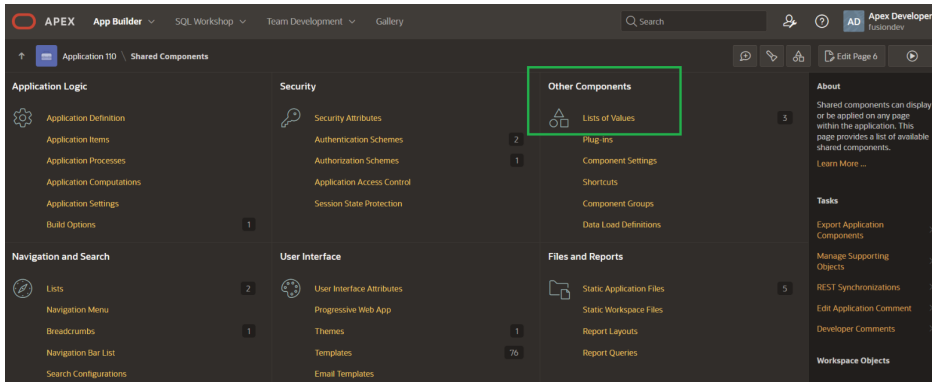 APEX App Builder SQL Workshop Team Development Gallery Search AD Apex Developer
fusiondev
Application 110 \ Shared Components Edit Page 6
Application Logic
Application Definition
Application Items
Application Processes
Application Computations
Application Settings
Build Options 1
Security
Security Attributes
Authentication Schemes 2
Authorization Schemes 1
Application Access Control
Session State Protection
Other Components
Lists of Values 3
Plug-ins
Component Settings
Shortcuts
Component Groups
Data Load Definitions
Navigation and Search
Lists 2
Navigation Menu
Breadcrumbs 1
Navigation Bar List
Search Configurations
User Interface
User Interface Attributes
Progressive Web App
Themes 1
Templates 76
Email Templates
Files and Reports
Static Application Files 5
Static Workspace Files
Report Layouts
Report Queries
About
Shared components can display
or be applied on any page
within the application. This
page provides a list of available
shared components.
Learn More ...
Tasks
Export Application
Components
Manage Supporting
Objects
REST Synchronizations
Edit Application Comment
Developer Comments
Workspace Objects